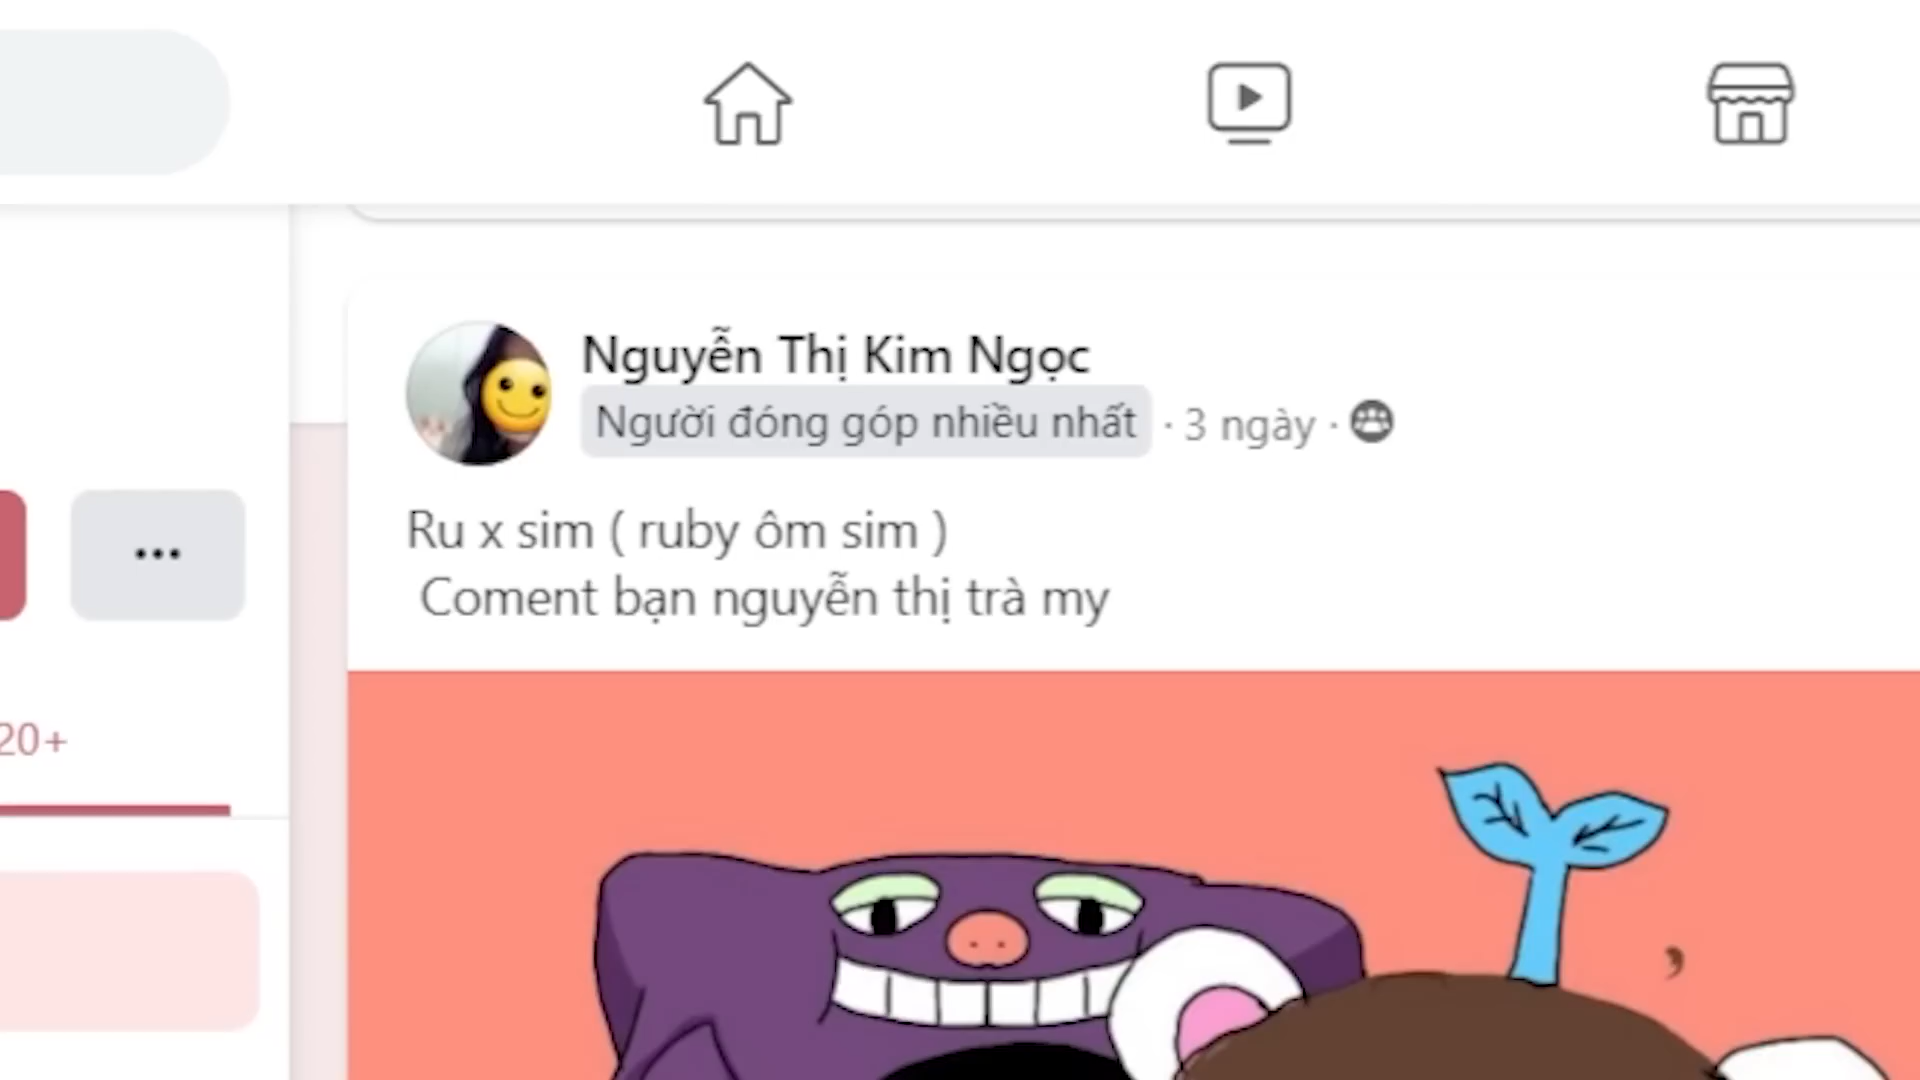 Nguyễn Thị Kim Ngọc
Người đóng góp nhiều nhất · 3 ngày ·
Ru x sim ( ruby ôm sim )
Coment bạn nguyễn thị trà my
20+